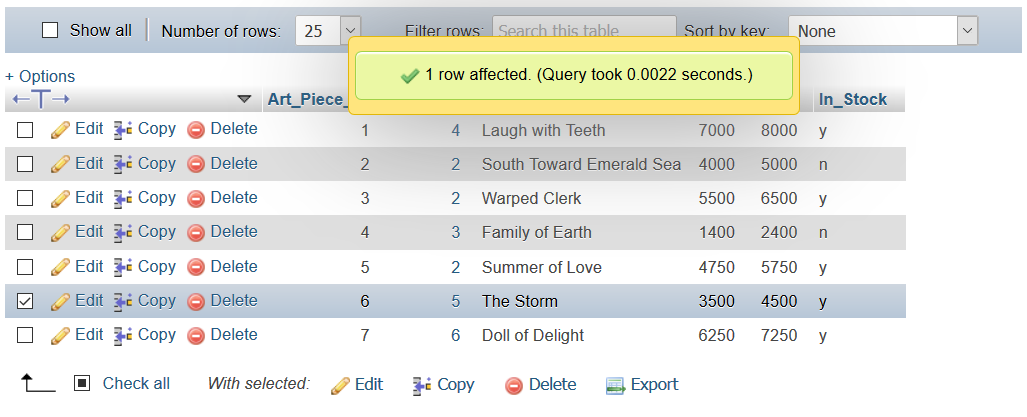 Show all Number of rows: 25 Filter rows: Search this table Sort by key: None
1 row affected. (Query took 0.0022 seconds.)
+ Options
Art_Piece_ In_Stock
Edit Copy Delete 1 4 Laugh with Teeth 7000 8000 y
Edit Copy Delete 2 2 South Toward Emerald Sea 4000 5000 n
Edit Copy Delete 3 2 Warped Clerk 5500 6500 y
Edit Copy Delete 4 3 Family of Earth 1400 2400 n
Edit Copy Delete 5 2 Summer of Love 4750 5750 y
Edit Copy Delete 6 5 The Storm 3500 4500 y
Edit Copy Delete 7 6 Doll of Delight 6250 7250 y
Check all With selected: Edit Copy Delete Export